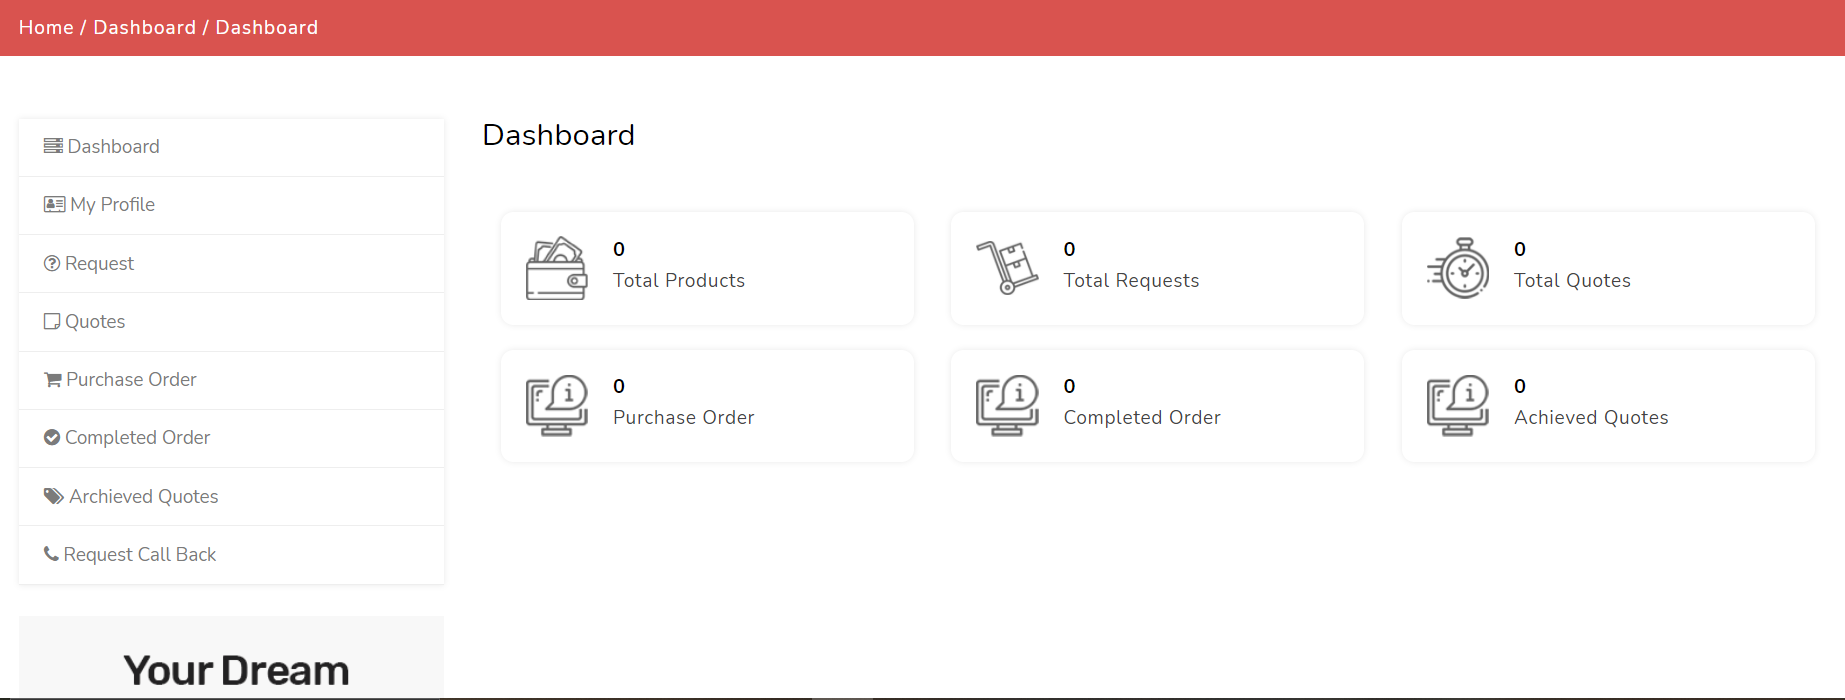 Home / Dashboard / Dashboard
Dashboard
My Profile
Request
Quotes
Purchase Order
Completed Order
Archieved Quotes
Request Call Back
Your Dream
Dashboard
0
Total Products
0
Total Requests
0
Total Quotes
0
Purchase Order
0
Completed Order
0
Achieved Quotes